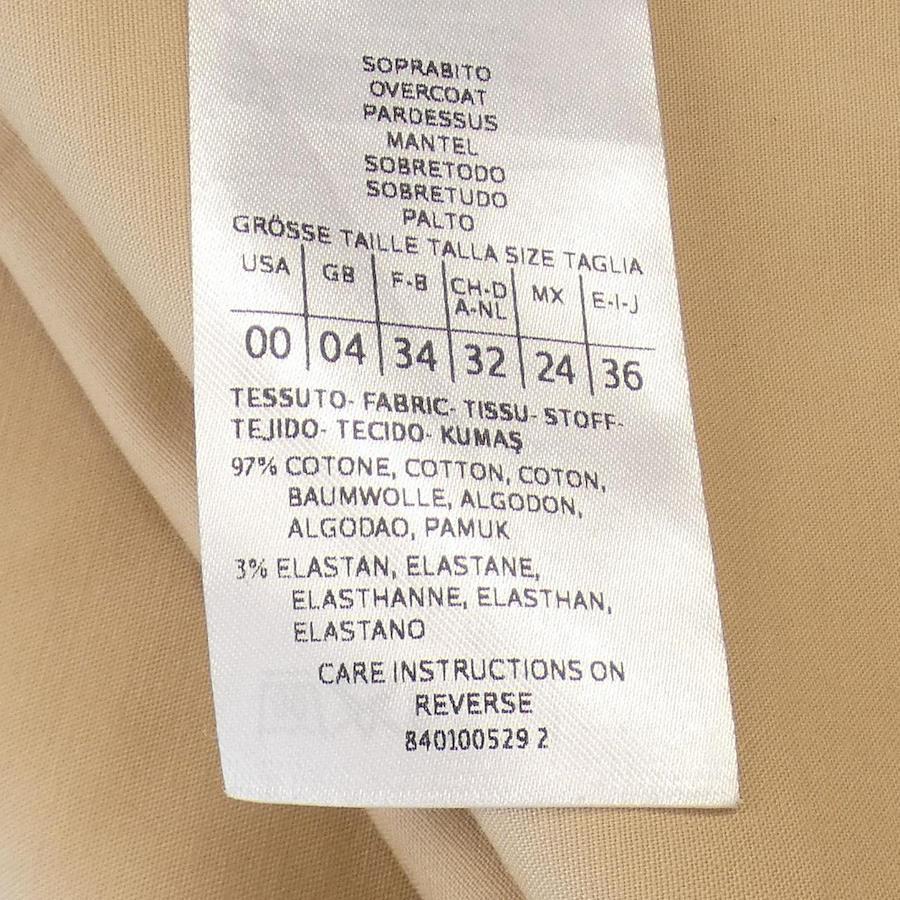 SOPRABITO
OVERCOAT
PARDESSUS
MANTEL
SOBRETODO
SOBRETUDO
PALTO
GRÖSSE TAILLE TALLA SIZE TAGLIA
USA GB F-B CH-D A-NL MX E-I-J
00 04 34 32 24 36
TESSUTO- FABRIC- TISSU- STOFF-
TEJIDO- TECIDO- KUMAŞ
97% COTONE, COTTON, COTON,
BAUMWOLLE, ALGODON,
ALGODAO, PAMUK
3% ELASTAN, ELASTANE,
ELASTHANNE, ELASTHAN,
ELASTANO
CARE INSTRUCTIONS ON
REVERSE
840100529 2